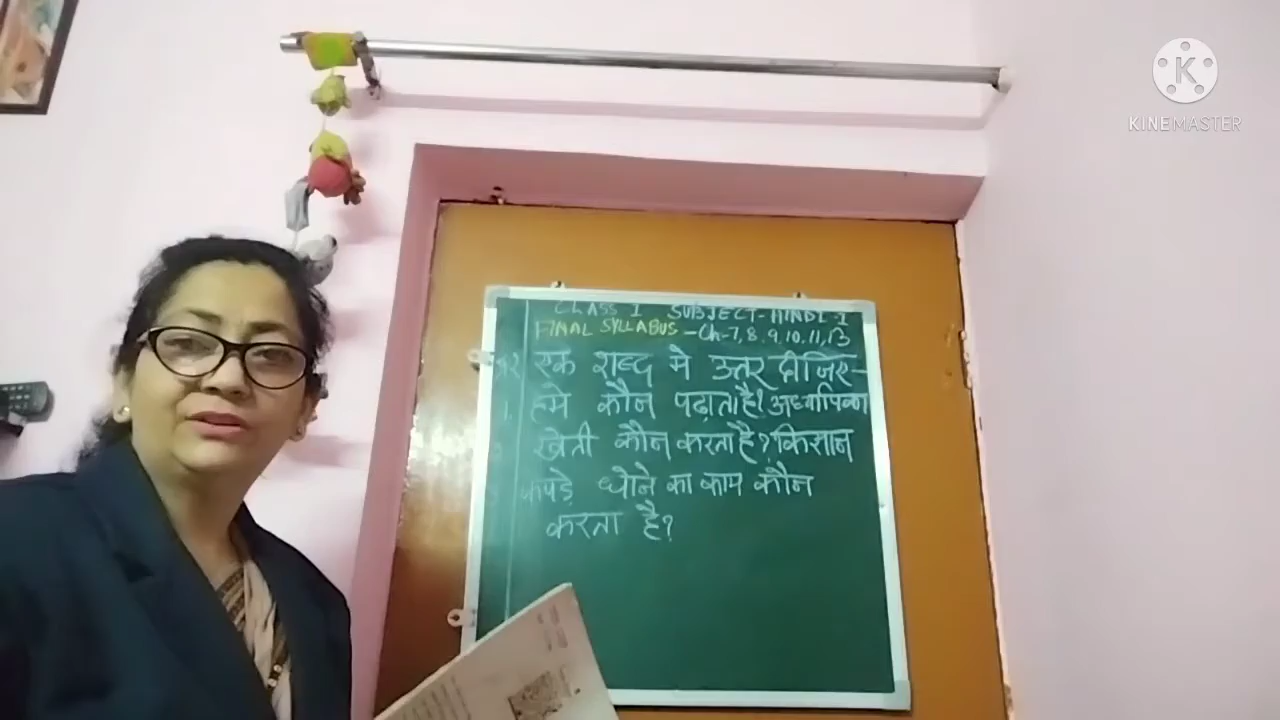 KINEMASTER
CLASS I SUBJECT-HINDI-I
FINAL SYLLABUS - Ch-7,8,9,10,11,13
एक शब्द मे उत्तर दीजिए-
1. हमे कौन पढ़ाता है? अध्यापिका
खेती कौन करता है? किसान
कपड़े धोने का काम कौन
करता है?